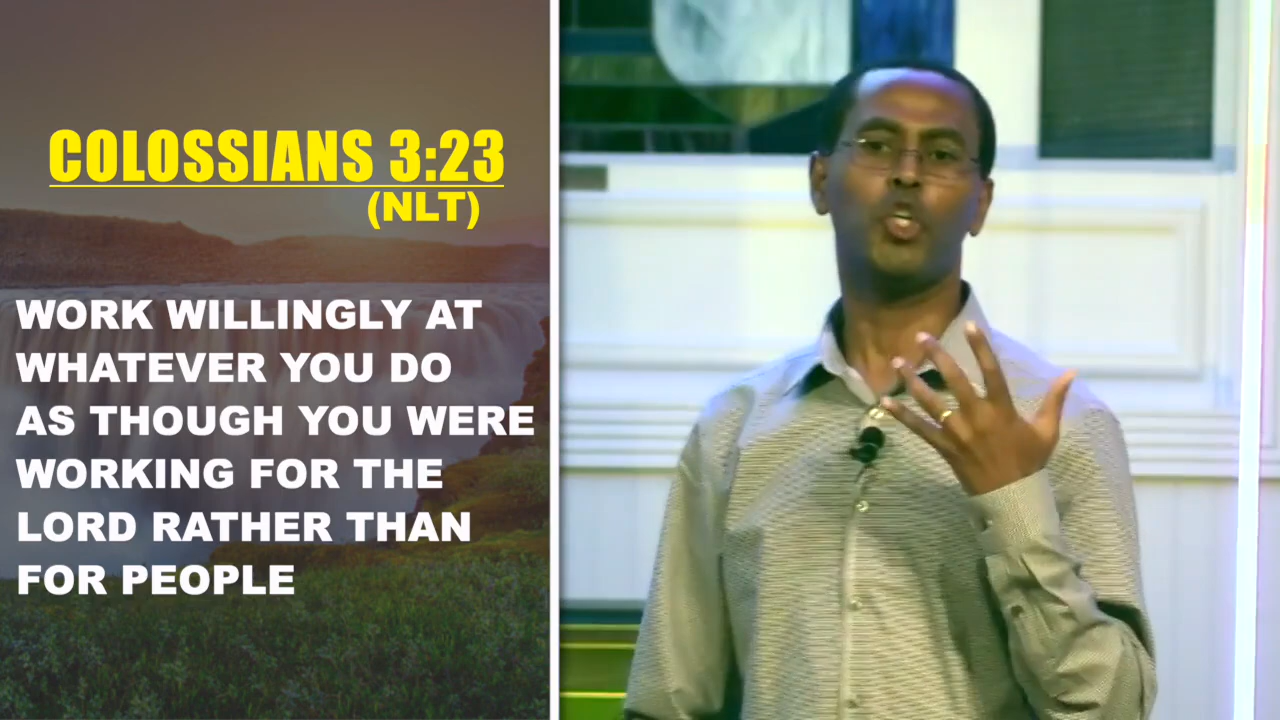 COLOSSIANS 3:23
(NLT)
WORK WILLINGLY AT
WHATEVER YOU DO
AS THOUGH YOU WERE
WORKING FOR THE
LORD RATHER THAN
FOR PEOPLE